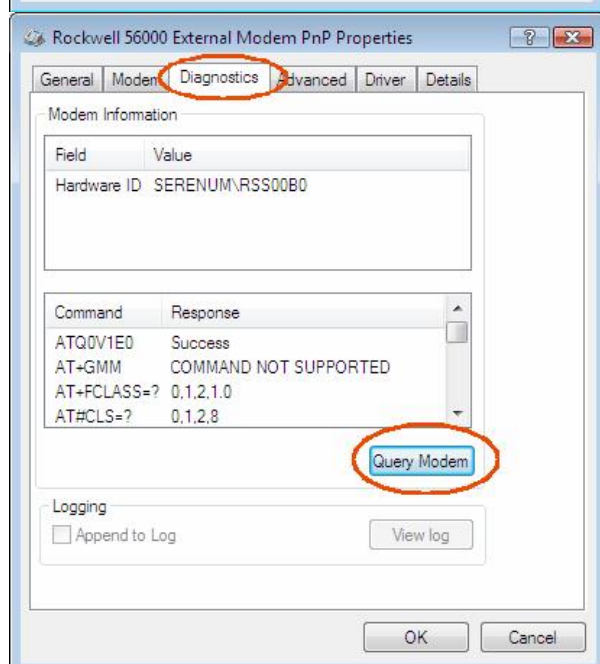 Rockwell 56000 External Modem PnP Properties
General Modem Diagnostics Advanced Driver Details
Modem Information
Field Value
Hardware ID SERENUM\RSS00B0
Command Response
ATQ0V1E0 Success
AT+GMM COMMAND NOT SUPPORTED
AT+FCLASS=? 0,1,2,1.0
AT#CLS=? 0,1,2,8
Query Modem
Logging
Append to Log View log
OK Cancel